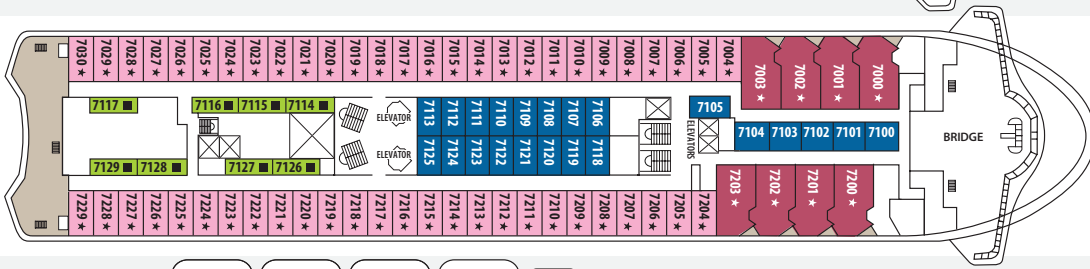 7030 ★ 7029 ★ 7028 ★ 7027 ★ 7026 ★ 7025 ★ 7024 ★ 7023 ★ 7022 ★ 7021 ★ 7020 ★ 7019 ★ 7018 ★ 7017 ★ 7016 ★ 7015 ★ 7014 ★ 7013 ★ 7012 ★ 7011 ★ 7010 ★ 7009 ★ 7008 ★ 7007 ★ 7006 ★ 7005 ★ 7004 ★
7003 ★ 7002 ★ 7001 ★ 7000 ★
7117 ■ 7116 ■ 7115 ■ 7114 ■
ELEVATOR
7113 7112 7111 7110 7109 7108 7107 7106
7105
ELEVATORS
7104 7103 7102 7101 7100
BRIDGE
ELEVATOR
7125 7124 7123 7122 7121 7120 7119 7118
7129 ■ 7128 ■ 7127 ■ 7126 ■
7203 ★ 7202 ★ 7201 ★ 7200 ★
7229 ★ 7228 ★ 7227 ★ 7226 ★ 7225 ★ 7224 ★ 7223 ★ 7222 ★ 7221 ★ 7220 ★ 7219 ★ 7218 ★ 7217 ★ 7216 ★ 7215 ★ 7214 ★ 7213 ★ 7212 ★ 7211 ★ 7210 ★ 7209 ★ 7208 ★ 7207 ★ 7206 ★ 7205 ★ 7204 ★